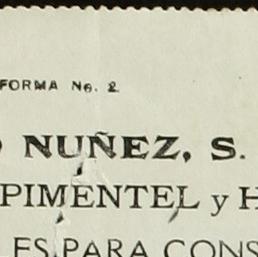 FORMA No. 2
NUÑEZ, S.
PIMENTEL y H
ES PARA CONS